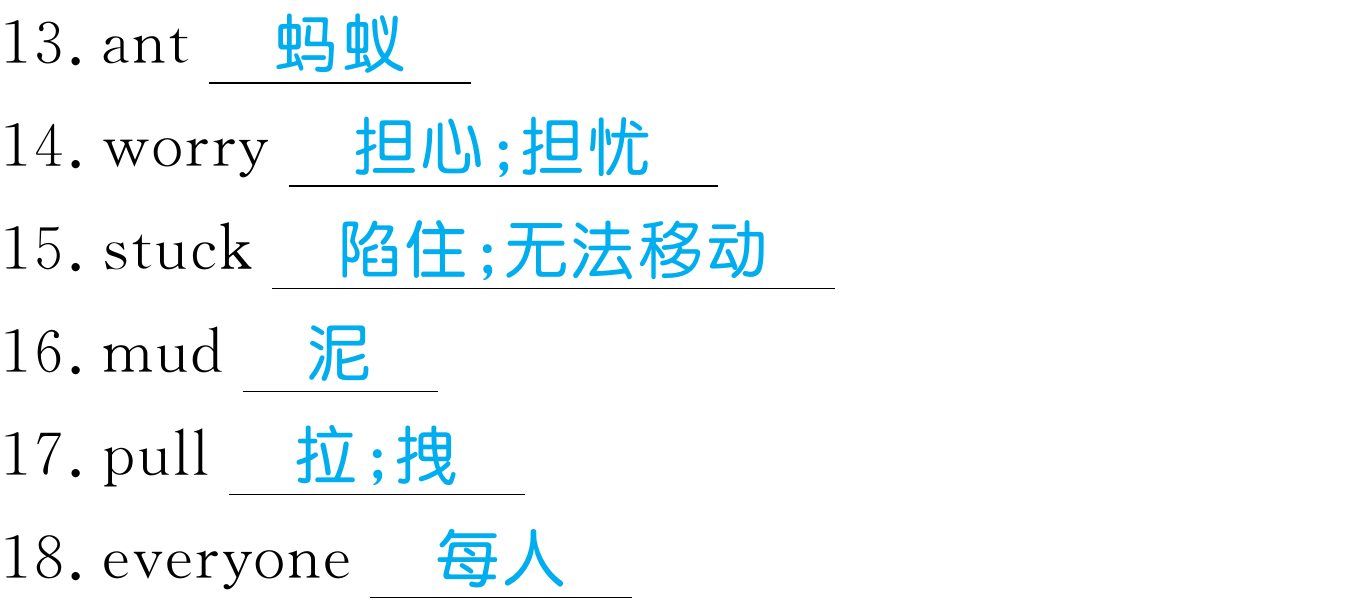 13. ant 蚂蚁
14. worry 担心;担忧
15. stuck 陷住;无法移动
16. mud 泥
17. pull 拉;拽
18. everyone 每人